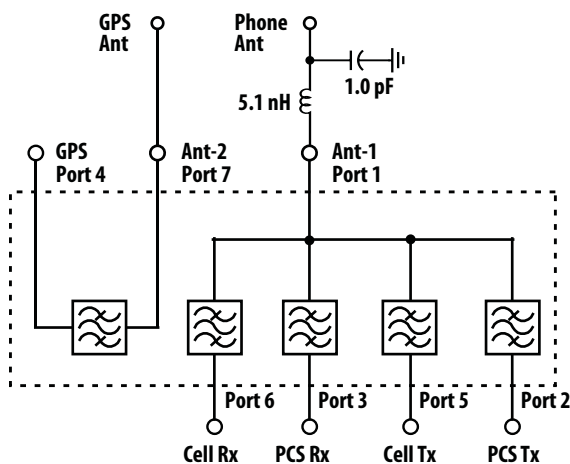 GPS
Ant
Phone
Ant
1.0 pF
5.1 nH
GPS
Port 4
Ant-2
Port 7
Ant-1
Port 1
Port 6
Port 3
Port 5
Port 2
Cell Rx
PCS Rx
Cell Tx
PCS Tx